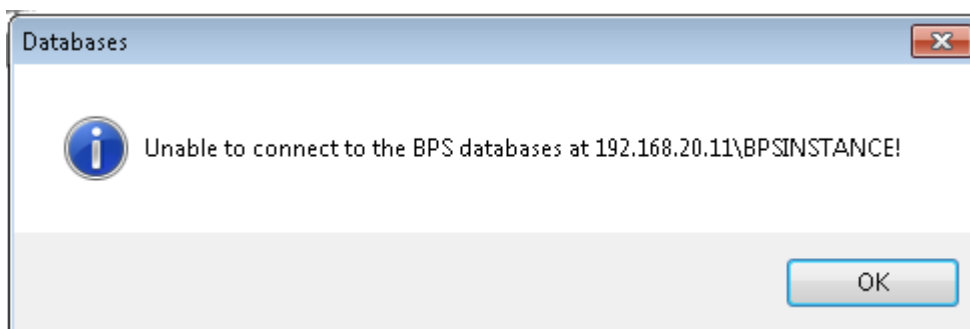 Databases
Unable to connect to the BPS databases at 192.168.20.11\BPSINSTANCE!
OK